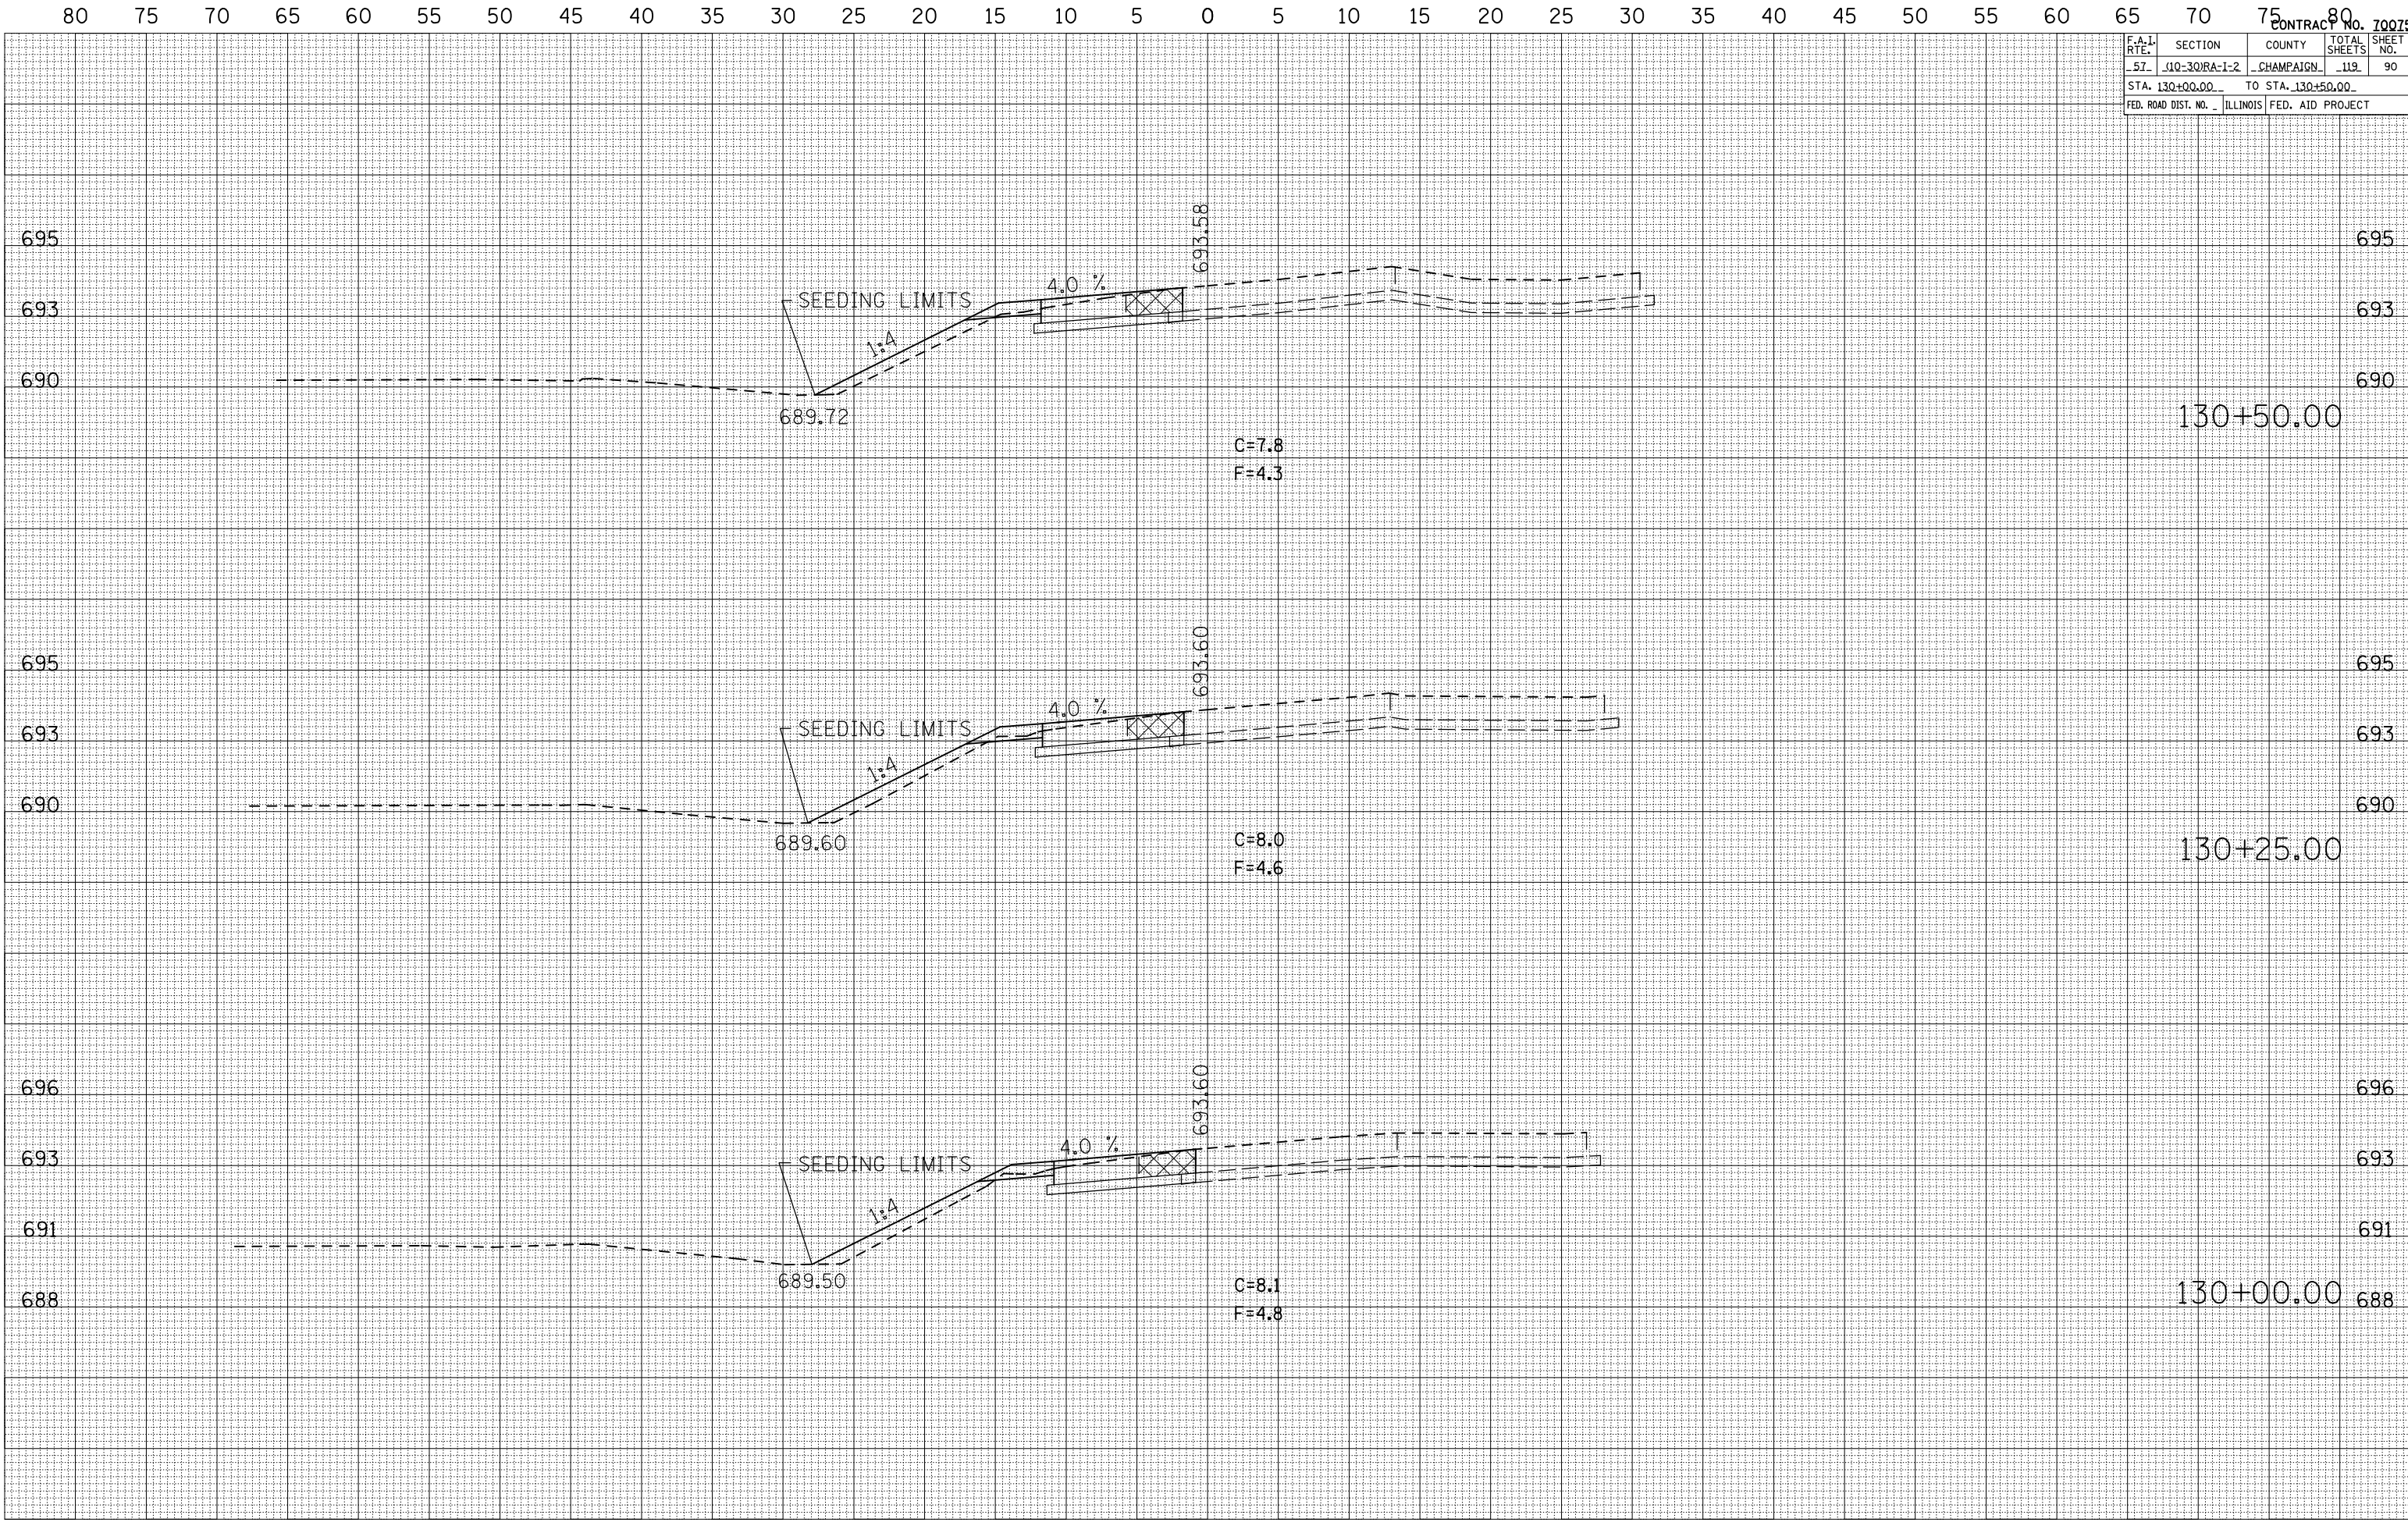 80 75 70 65 60 55 50 45 40 35 30 25 20 15 10 5 0 5 10 15 20 25 30 35 40 45 50 55 60 65 70 75 80
CONTRACT NO.
F.A.I. RTE. SECTION COUNTY TOTAL SHEETS SHEET NO.
57 (10-30)RA-I-2 CHAMPAIGN 119 90
STA. 130+00.00 TO STA. 130+50.00
FED. ROAD DIST. NO. _ ILLINOIS FED. AID PROJECT
693.58
695 695
4.0 %
SEEDING LIMITS
693 693
1:4
690 690
689.72
130+50.00
C=7.8
F=4.3
693.60
695 695
4.0 %
SEEDING LIMITS
693 693
1:4
690 690
689.60
C=8.0
130+25.00
F=4.6
693.60
696 696
4.0 %
SEEDING LIMITS
693 693
1:4
691 691
689.50
C=8.1
130+00.00
688 688
F=4.8